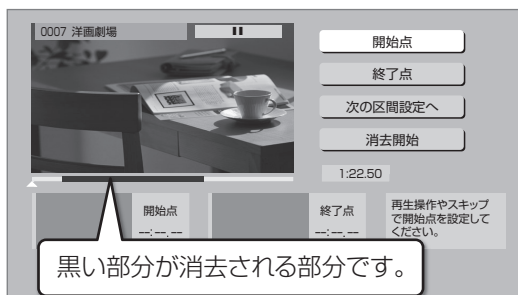 0007 洋画劇場
開始点
終了点
次の区間設定へ
消去開始
1:22.50
開始点
--:--.--
終了点
--:--.--
再生操作やスキップ
で開始点を設定して
ください。
黒い部分が消去される部分です。